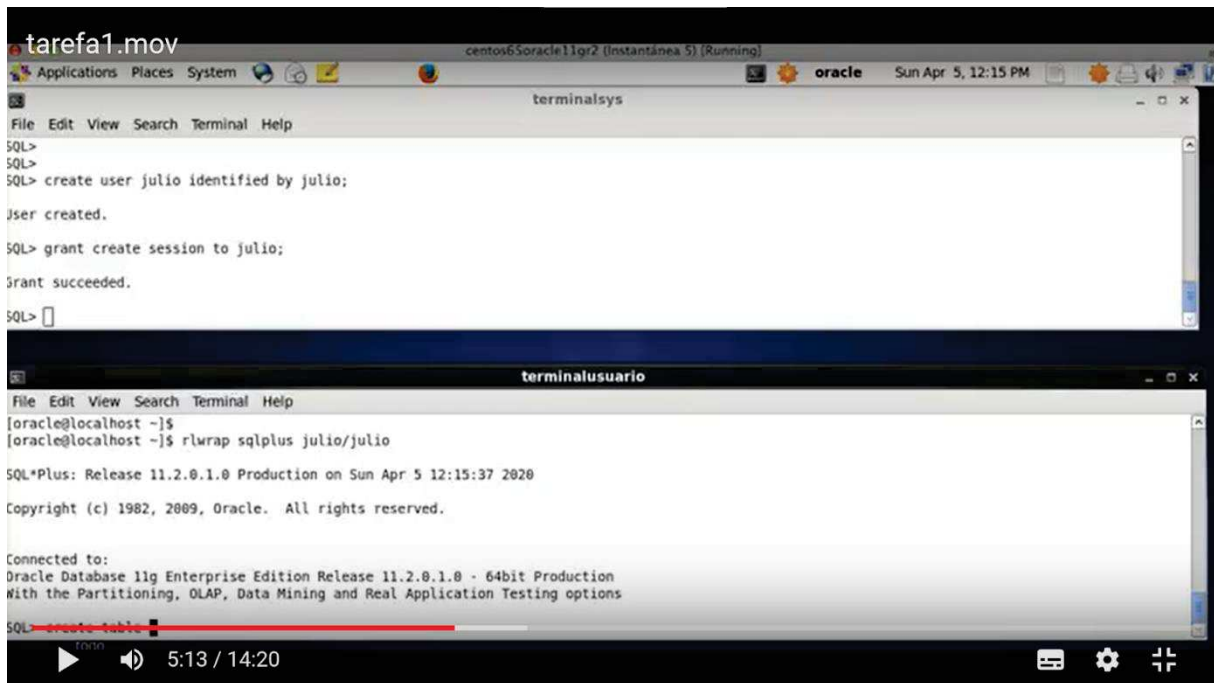 tarefa1.mov
centos65oracle11gr2 (Instantánea 5) [Running]
Applications Places System oracle Sun Apr 5, 12:15 PM
terminalsys
File Edit View Search Terminal Help
SQL>
SQL>
SQL> create user julio identified by julio;
User created.
SQL> grant create session to julio;
Grant succeeded.
SQL>
terminalusuario
File Edit View Search Terminal Help
[oracle@localhost ~]$
[oracle@localhost ~]$ rlwrap sqlplus julio/julio
SQL*Plus: Release 11.2.0.1.0 Production on Sun Apr 5 12:15:37 2020
Copyright (c) 1982, 2009, Oracle. All rights reserved.
Connected to:
Oracle Database 11g Enterprise Edition Release 11.2.0.1.0 - 64bit Production
With the Partitioning, OLAP, Data Mining and Real Application Testing options
SQL> create table
5:13 / 14:20